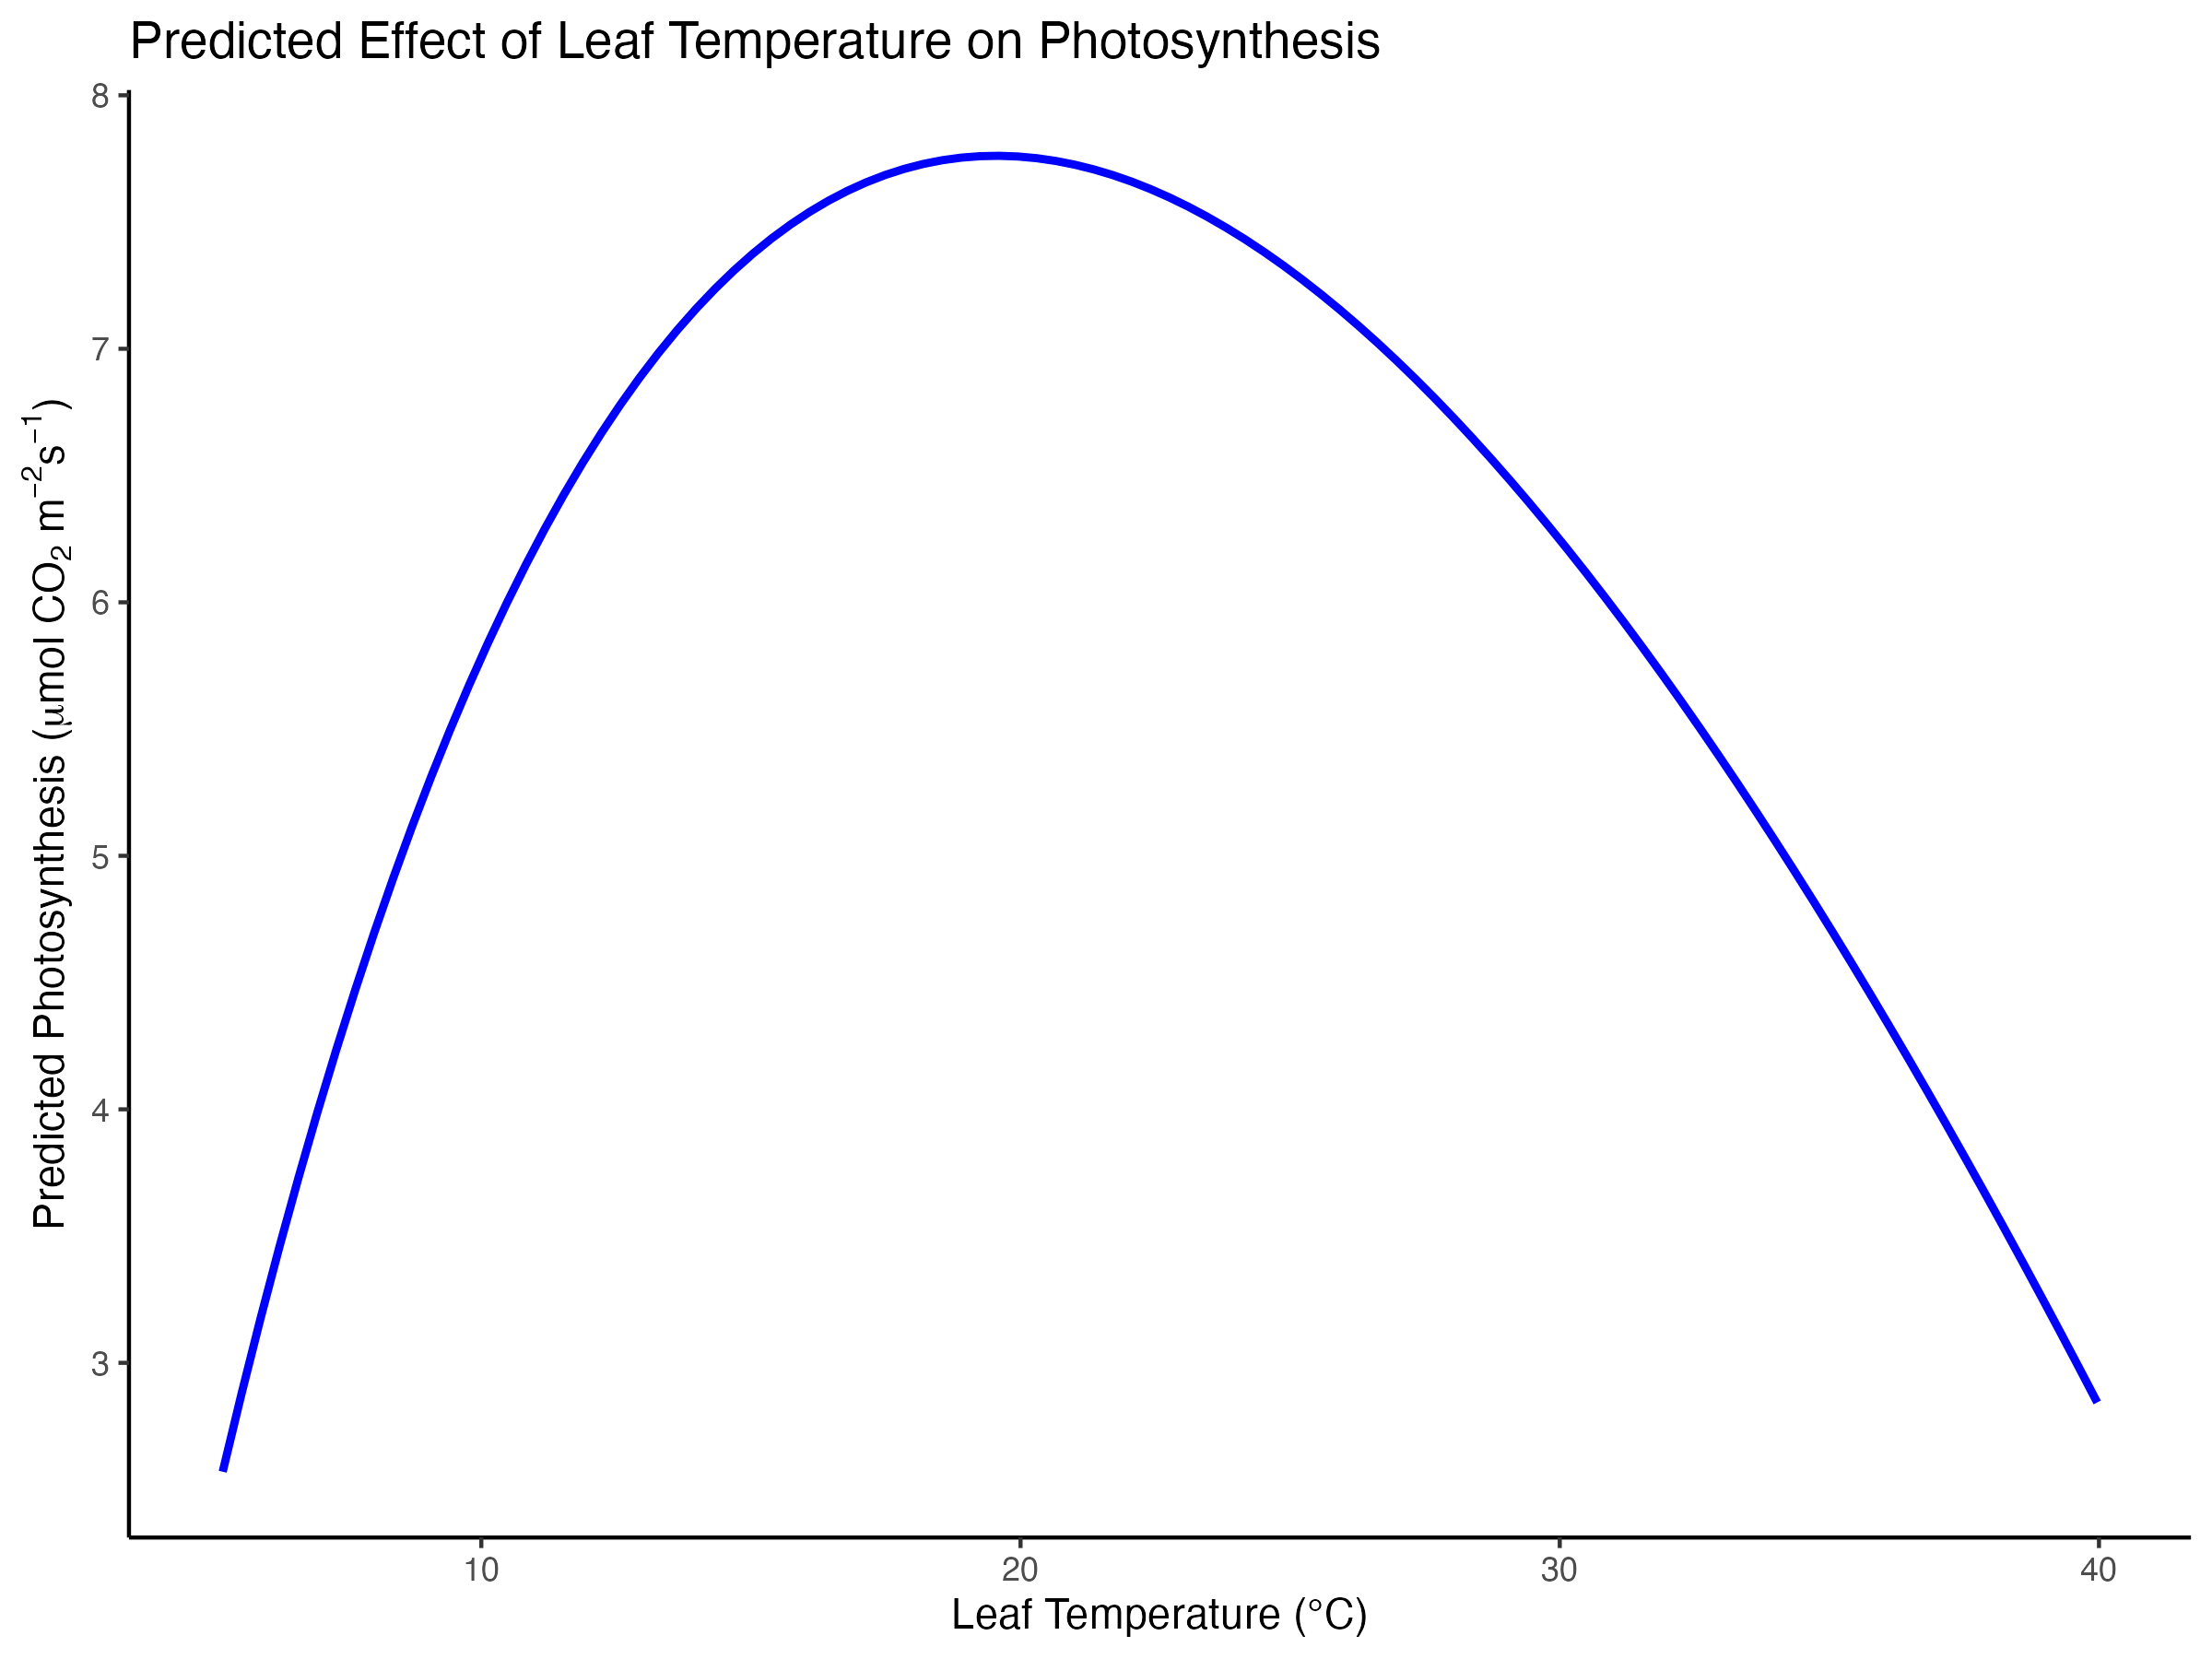 Predicted Effect of Leaf Temperature on Photosynthesis
Predicted Photosynthesis (μmol CO₂ m⁻²s⁻¹)
8
7
6
5
4
3
10 20 30 40
Leaf Temperature (°C)